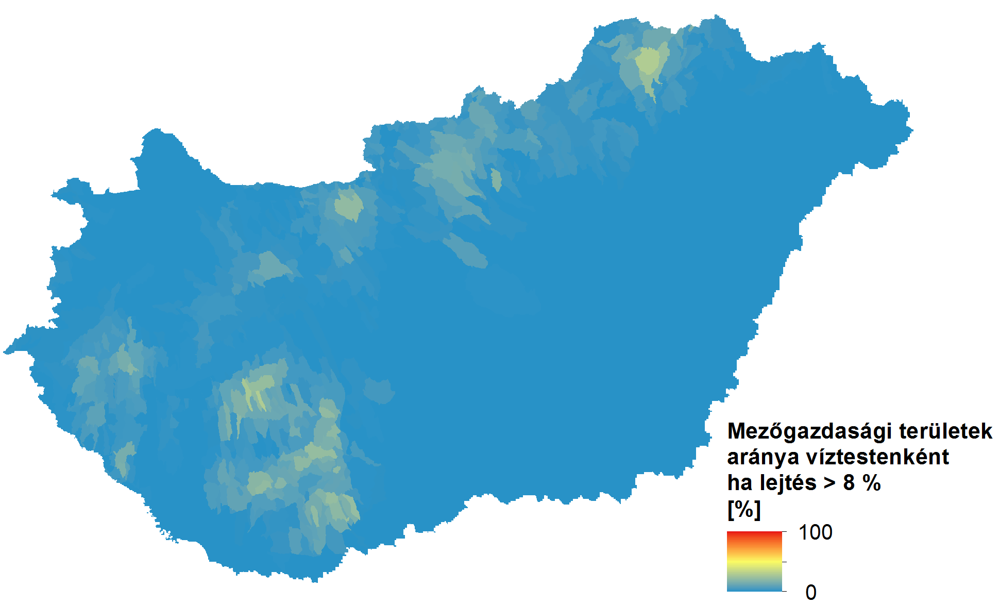 Mezőgazdasági területek
aránya víztestenként
ha lejtés > 8 %
[%]
100
0